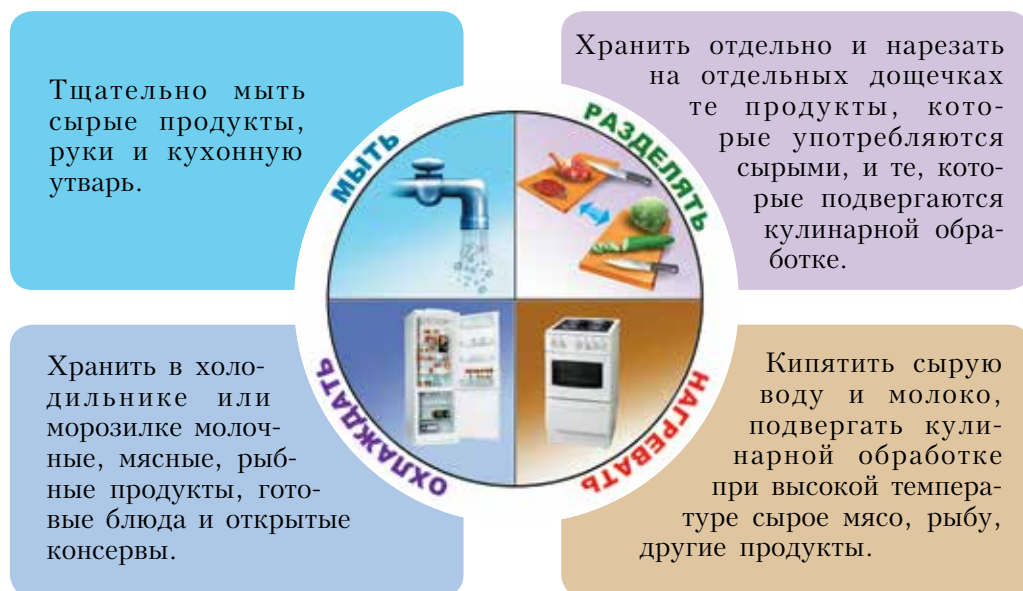 Тщательно мыть
сырые продукты,
руки и кухонную
утварь.
Хранить отдельно и нарезать
на отдельных дощечках
те продукты, кото-
рые употребляются
сырыми, и те, кото-
рые подвергаются
кулинарной обра-
ботке.
МЫТЬ
РАЗДЕЛЯТЬ
ОХЛАЖДАТЬ
НАГРЕВАТЬ
Хранить в холо-
дильнике или
морозилке молоч-
ные, мясные, рыб-
ные продукты, гото-
вые блюда и открытые
консервы.
Кипятить сырую
воду и молоко,
подвергать кули-
нарной обработке
при высокой темпера-
туре сырое мясо, рыбу,
другие продукты.